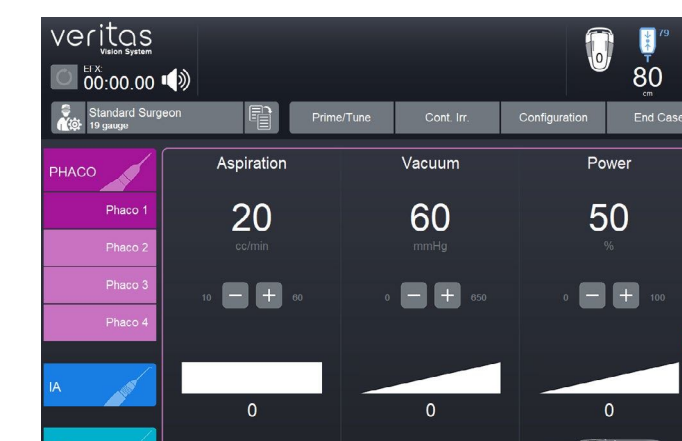 veritas
Vision System
EFX:
00:00.00
0
79
80
cm
Standard Surgeon
19 gauge
Prime/Tune
Cont. Irr.
Configuration
End Case
PHACO
Phaco 1
Phaco 2
Phaco 3
Phaco 4
IA
Aspiration
20
cc/min
10 60
0
Vacuum
60
mmHg
0 650
0
Power
50
%
0 100
0